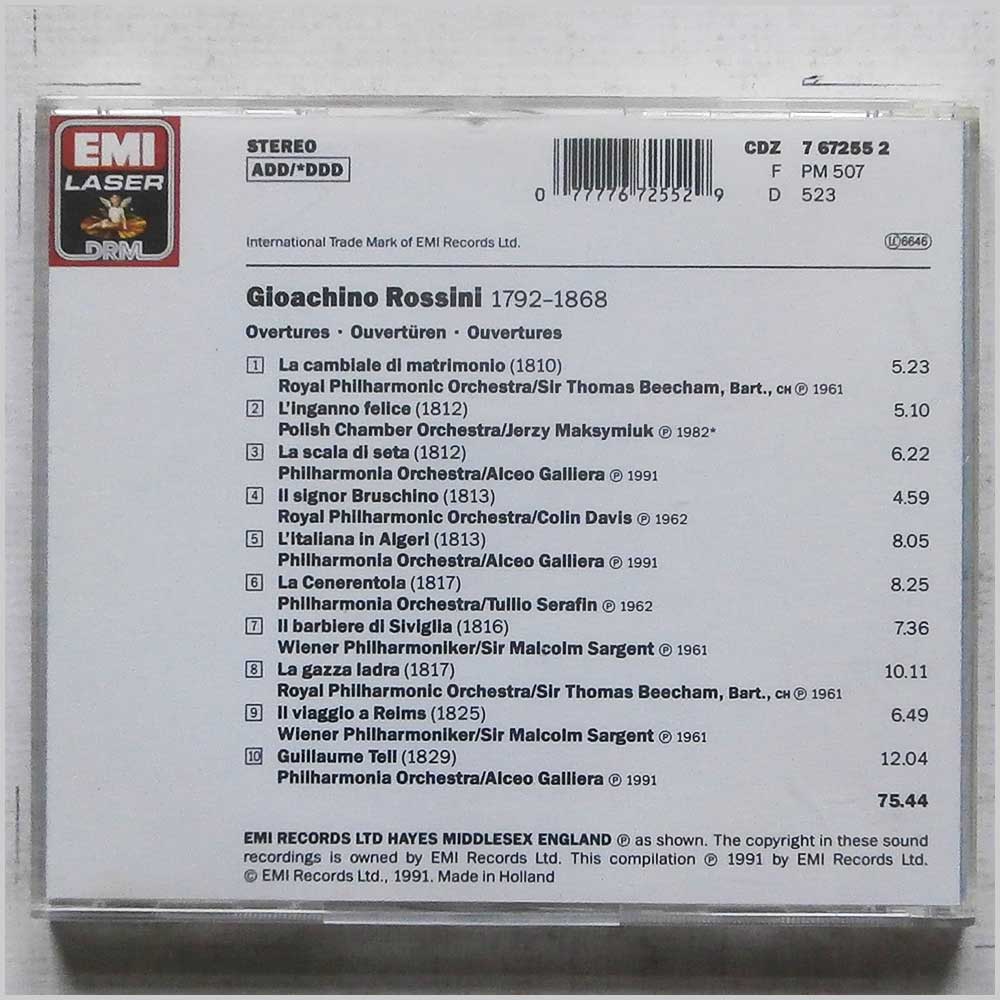 EMI
LASER
DRM
STEREO
ADD/*DDD
0 77776 72552 9
CDZ 7 67255 2
F PM 507
D 523
International Trade Mark of EMI Records Ltd.
LC 6646
Gioachino Rossini 1792–1868
Overtures · Ouvertüren · Ouvertures
1 La cambiale di matrimonio (1810) 5.23
Royal Philharmonic Orchestra/Sir Thomas Beecham, Bart., CH ℗ 1961
2 L'inganno felice (1812) 5.10
Polish Chamber Orchestra/Jerzy Maksymiuk ℗ 1982*
3 La scala di seta (1812) 6.22
Philharmonia Orchestra/Alceo Galliera ℗ 1991
4 Il signor Bruschino (1813) 4.59
Royal Philharmonic Orchestra/Colin Davis ℗ 1962
5 L'Italiana in Algeri (1813) 8.05
Philharmonia Orchestra/Alceo Galliera ℗ 1991
6 La Cenerentola (1817) 8.25
Philharmonia Orchestra/Tullio Serafin ℗ 1962
7 Il barbiere di Siviglia (1816) 7.36
Wiener Philharmoniker/Sir Malcolm Sargent ℗ 1961
8 La gazza ladra (1817) 10.11
Royal Philharmonic Orchestra/Sir Thomas Beecham, Bart., CH ℗ 1961
9 Il viaggio a Reims (1825) 6.49
Wiener Philharmoniker/Sir Malcolm Sargent ℗ 1961
10 Guillaume Tell (1829) 12.04
Philharmonia Orchestra/Alceo Galliera ℗ 1991
75.44
EMI RECORDS LTD HAYES MIDDLESEX ENGLAND ℗ as shown. The copyright in these sound
recordings is owned by EMI Records Ltd. This compilation ℗ 1991 by EMI Records Ltd.
© EMI Records Ltd., 1991. Made in Holland